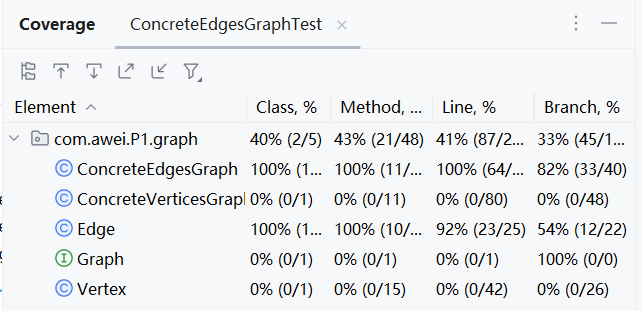 Coverage ConcreteEdgesGraphTest
Element Class, % Method, ... Line, % Branch, %
com.awei.P1.graph 40% (2/5) 43% (21/48) 41% (87/2... 33% (45/1...
ConcreteEdgesGraph 100% (1... 100% (11/... 100% (64/... 82% (33/40)
ConcreteVerticesGrap 0% (0/1) 0% (0/11) 0% (0/80) 0% (0/48)
Edge 100% (1... 100% (10/... 92% (23/25) 54% (12/22)
Graph 0% (0/1) 0% (0/1) 0% (0/1) 100% (0/0)
Vertex 0% (0/1) 0% (0/15) 0% (0/42) 0% (0/26)